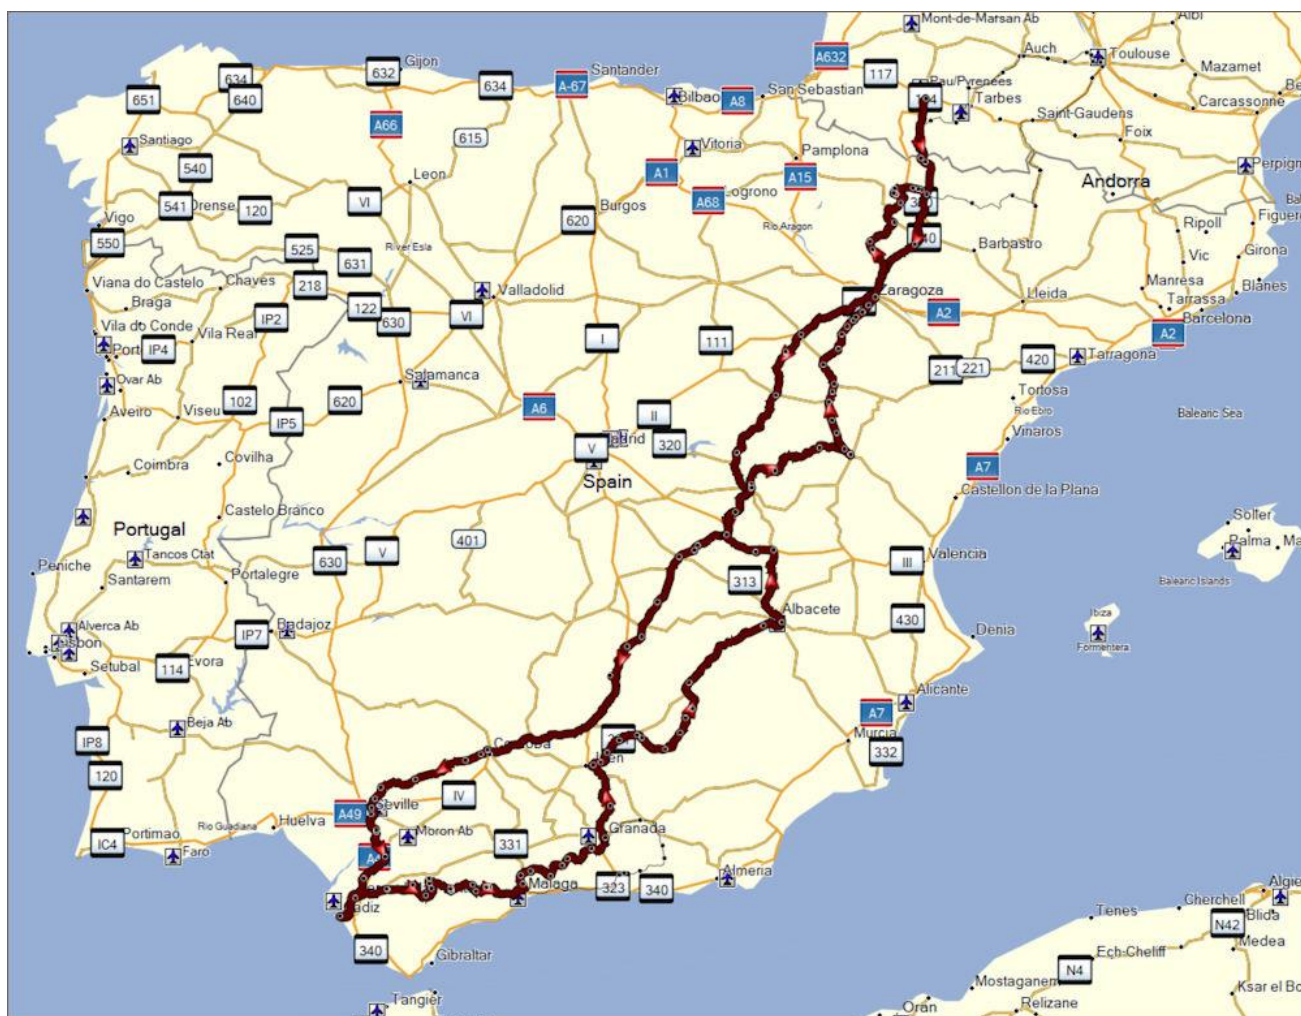 Mont-de-Marsan Ab
Albi
A632
Auch
Toulouse
634
632
Gijon
634
A-67
Santander
117
Pau/Pyrenees
Mazamet
651
640
Bilbao
A8
San Sebastian
Tarbes
Carcassonne
A66
Saint-Gaudens
Foix
Santiago
615
Vitoria
Pamplona
540
A1
A15
Perpign
Leon
Andorra
541
Orense
120
VI
A68
Logrono
Burgos
620
Ripoll
Figuere
Vigo
Rio Aragon
550
525
River Esla
Barbastro
Vic
Girona
631
Viana do Castelo
Chaves
218
Valladolid
Zaragoza
Lleida
Manresa
Blanes
Braga
122
Tarrassa
Vila do Conde
IP2
630
VI
A2
Barcelona
Vila Real
I
111
A2
Port
IP4
420
Tarragona
Ovar Ab
Salamanca
211
221
102
620
A6
Tortosa
Aveiro
Viseu
IP5
II
Rio Ebro
Balearic Sea
V
320
Vinaros
Coimbra
Covilha
A7
Spain
Castellon de la Plana
Castelo Branco
Soller
Portugal
401
Palma
Ma
Tancos Ctat
630
V
III
Valencia
Peniche
Santarem
Portalegre
313
Balearic Islands
Albacete
Ibiza
Alverca Ab
IP7
Badajoz
430
Denia
Lisbon
Formentera
Setubal
114
Evora
Alicante
Beja Ab
A7
IP8
Murcia
332
120
Cordoba
Jaen
IV
A49
Seville
Rio Guadiana
Huelva
Portimao
IC4
Moron Ab
331
Granada
Faro
Almeria
Malaga
323
340
Cadiz
340
Gibraltar
Tangier
Algie
Cherchell
Tenes
N42
Blida
Ech-Cheliff
Medea
N4
Mostaganem
Ksar el Bo
Oran
Relizane